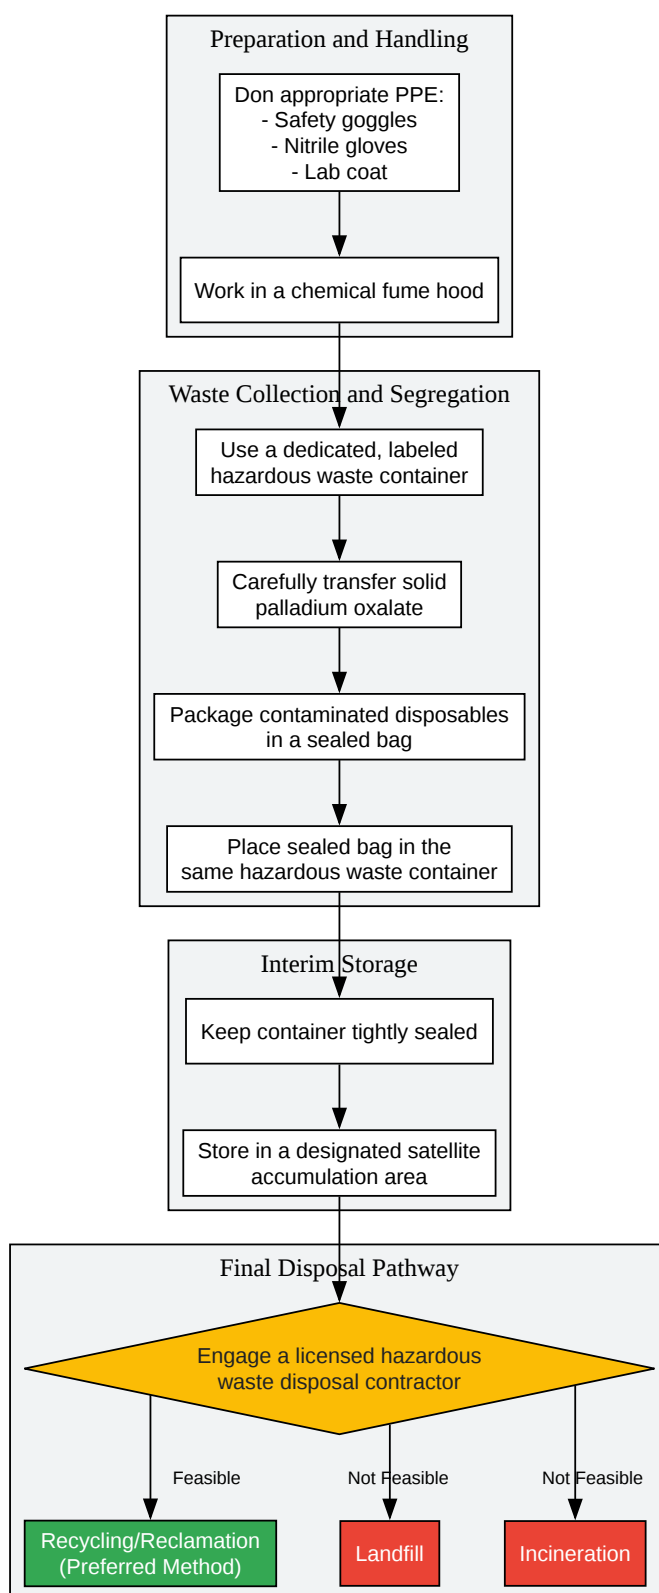 Preparation and Handling
Don appropriate PPE:
- Safety goggles
- Nitrile gloves
- Lab coat
Work in a chemical fume hood
Waste Collection and Segregation
Use a dedicated, labeled
hazardous waste container
Carefully transfer solid
palladium oxalate
Package contaminated disposables
in a sealed bag
Place sealed bag in the
same hazardous waste container
Interim Storage
Keep container tightly sealed
Store in a designated satellite
accumulation area
Final Disposal Pathway
Engage a licensed hazardous
waste disposal contractor
Feasible
Not Feasible
Not Feasible
Recycling/Reclamation
(Preferred Method)
Landfill
Incineration